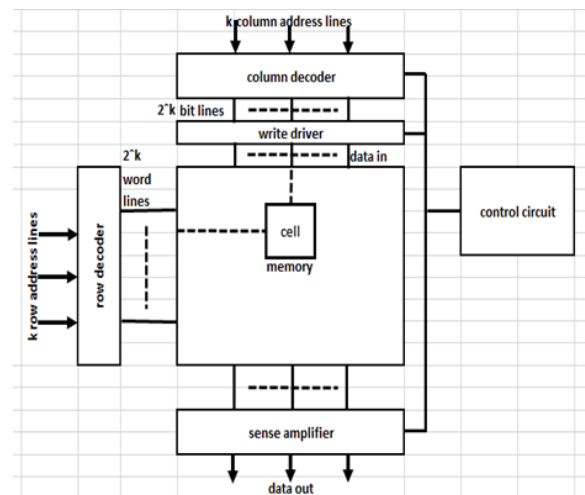 k column address lines
column decoder
2^k bit lines
write driver
2^k
word
lines
data in
control circuit
k row address lines
row decoder
cell
memory
sense amplifier
data out